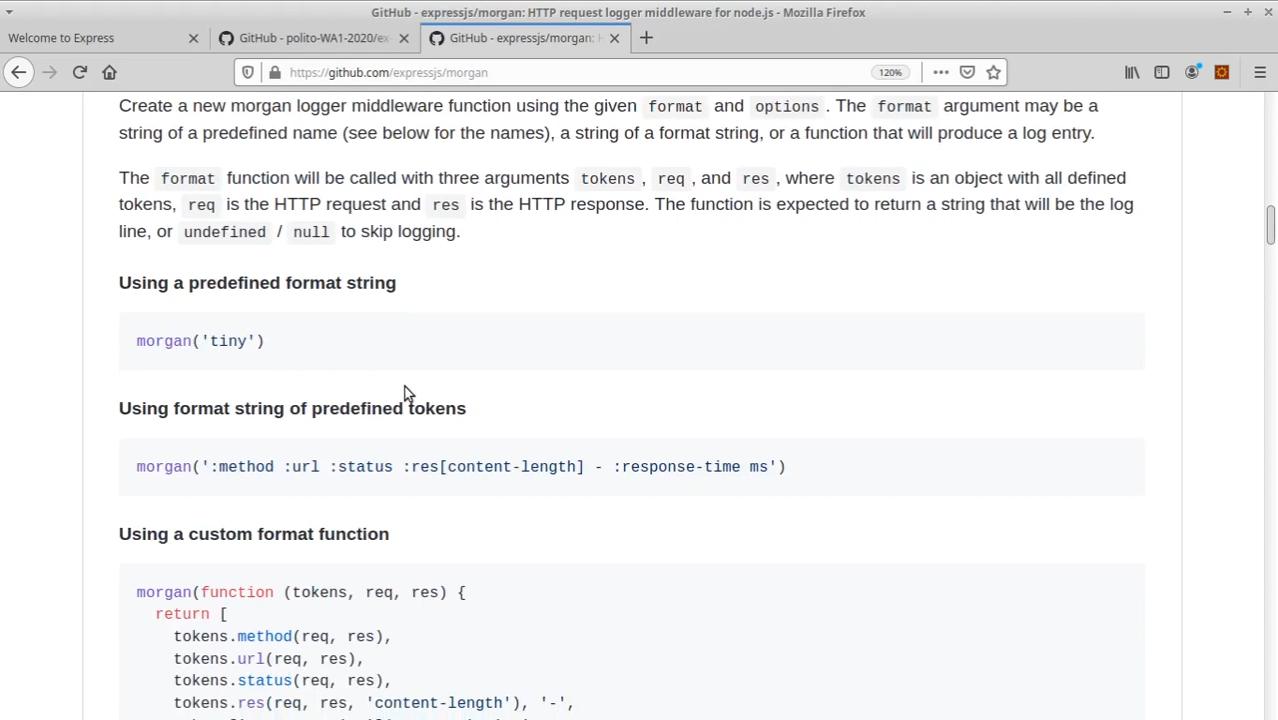 GitHub - expressjs/morgan: HTTP request logger middleware for node.js - Mozilla Firefox
Welcome to Express
GitHub - polito-WA1-2020/ex
GitHub - expressjs/morgan: H
https://github.com/expressjs/morgan
120%
Create a new morgan logger middleware function using the given format and options. The format argument may be a
string of a predefined name (see below for the names), a string of a format string, or a function that will produce a log entry.
The format function will be called with three arguments tokens, req, and res, where tokens is an object with all defined
tokens, req is the HTTP request and res is the HTTP response. The function is expected to return a string that will be the log
line, or undefined / null to skip logging.
Using a predefined format string
morgan('tiny')
Using format string of predefined tokens
morgan(':method :url :status :res[content-length] - :response-time ms')
Using a custom format function
morgan(function (tokens, req, res) {
return [
tokens.method(req, res),
tokens.url(req, res),
tokens.status(req, res),
tokens.res(req, res, 'content-length'), '-',